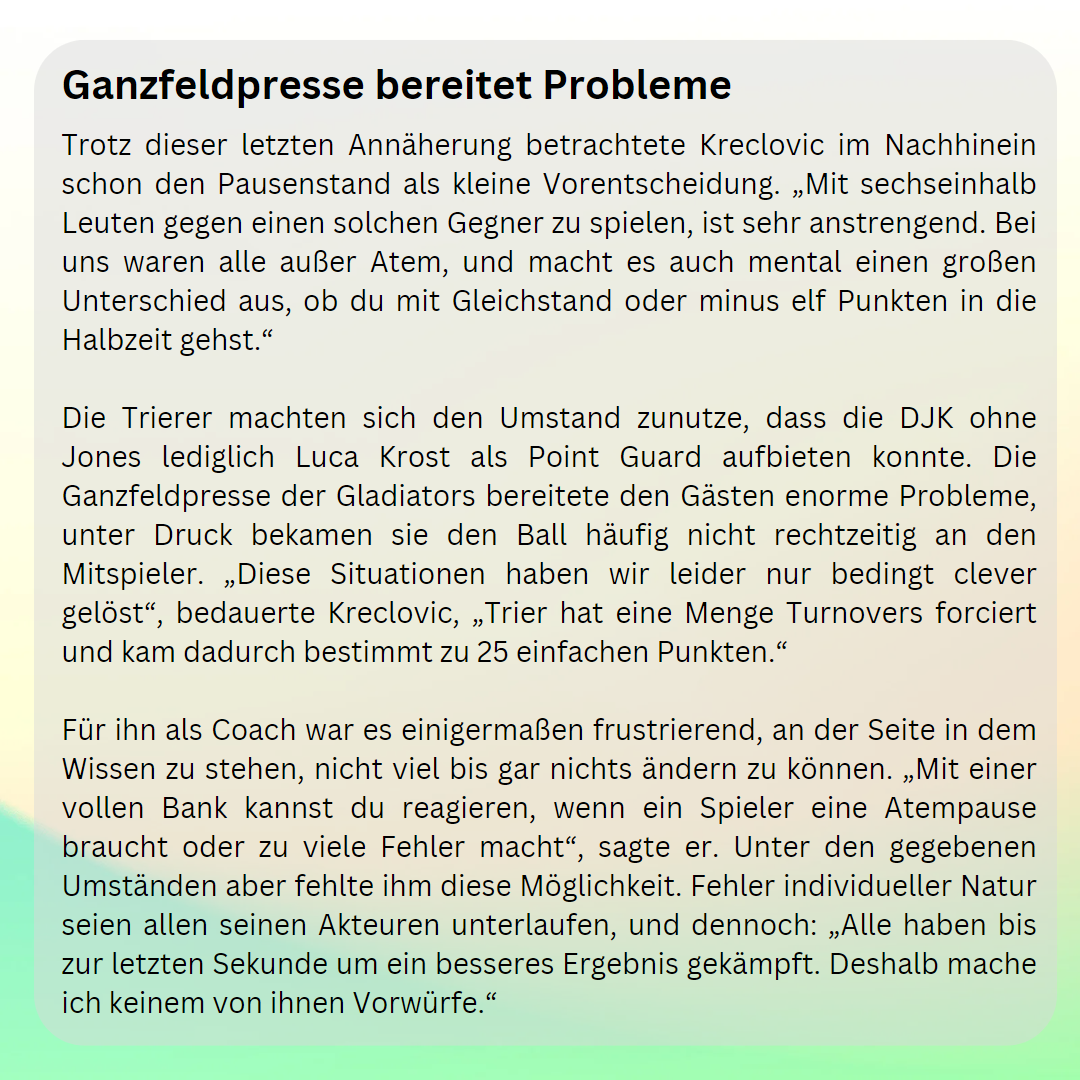 Ganzfeldpresse bereitet Probleme
Trotz dieser letzten Annäherung betrachtete Kreclovic im Nachhinein
schon den Pausenstand als kleine Vorentscheidung. „Mit sechseinhalb
Leuten gegen einen solchen Gegner zu spielen, ist sehr anstrengend. Bei
uns waren alle außer Atem, und macht es auch mental einen großen
Unterschied aus, ob du mit Gleichstand oder minus elf Punkten in die
Halbzeit gehst.“
Die Trierer machten sich den Umstand zunutze, dass die DJK ohne
Jones lediglich Luca Krost als Point Guard aufbieten konnte. Die
Ganzfeldpresse der Gladiators bereitete den Gästen enorme Probleme,
unter Druck bekamen sie den Ball häufig nicht rechtzeitig an den
Mitspieler. „Diese Situationen haben wir leider nur bedingt clever
gelöst“, bedauerte Kreclovic, „Trier hat eine Menge Turnovers forciert
und kam dadurch bestimmt zu 25 einfachen Punkten.“
Für ihn als Coach war es einigermaßen frustrierend, an der Seite in dem
Wissen zu stehen, nicht viel bis gar nichts ändern zu können. „Mit einer
vollen Bank kannst du reagieren, wenn ein Spieler eine Atempause
braucht oder zu viele Fehler macht“, sagte er. Unter den gegebenen
Umständen aber fehlte ihm diese Möglichkeit. Fehler individueller Natur
seien allen seinen Akteuren unterlaufen, und dennoch: „Alle haben bis
zur letzten Sekunde um ein besseres Ergebnis gekämpft. Deshalb mache
ich keinem von ihnen Vorwürfe.“